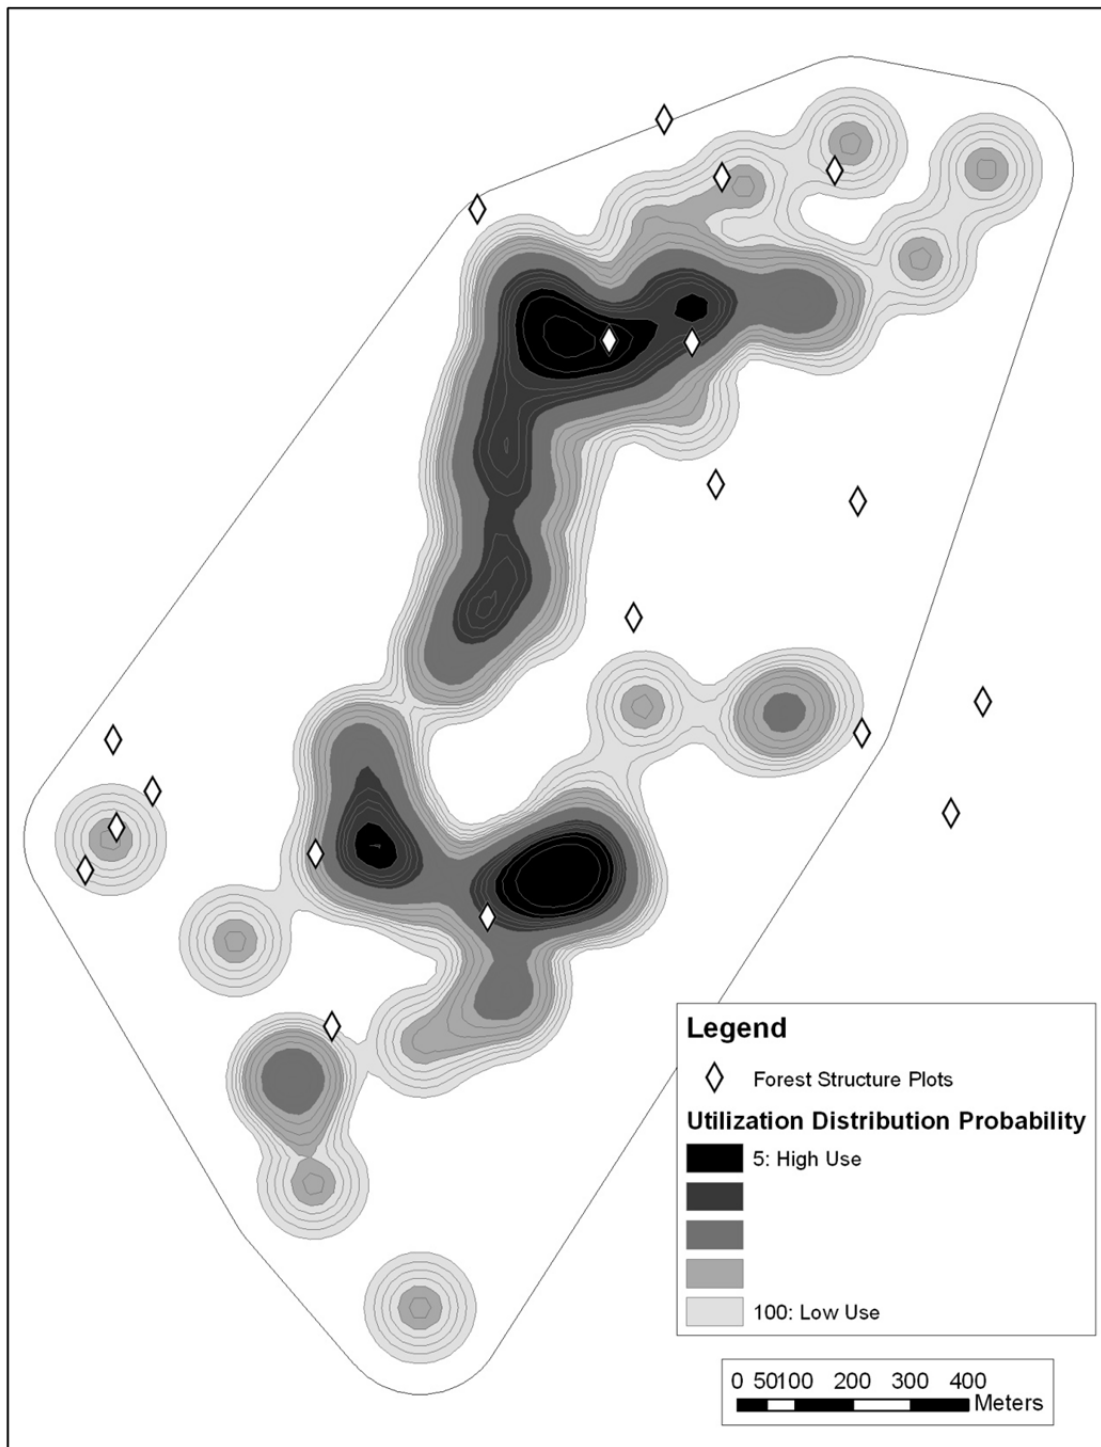 Legend
Forest Structure Plots
Utilization Distribution Probability
5: High Use
100: Low Use
0 50100 200 300 400
Meters